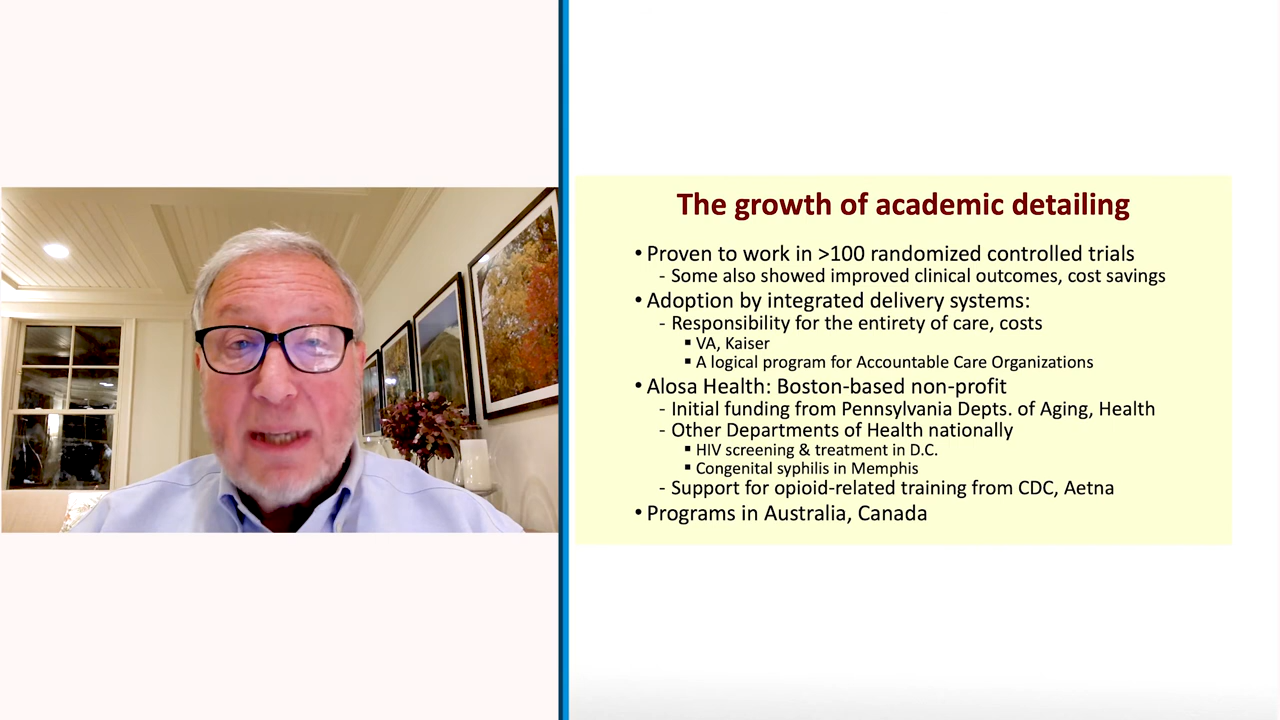 The growth of academic detailing
• Proven to work in >100 randomized controlled trials
- Some also showed improved clinical outcomes, cost savings
• Adoption by integrated delivery systems:
- Responsibility for the entirety of care, costs
▪ VA, Kaiser
▪ A logical program for Accountable Care Organizations
• Alosa Health: Boston-based non-profit
- Initial funding from Pennsylvania Depts. of Aging, Health
- Other Departments of Health nationally
▪ HIV screening & treatment in D.C.
▪ Congenital syphilis in Memphis
- Support for opioid-related training from CDC, Aetna
• Programs in Australia, Canada